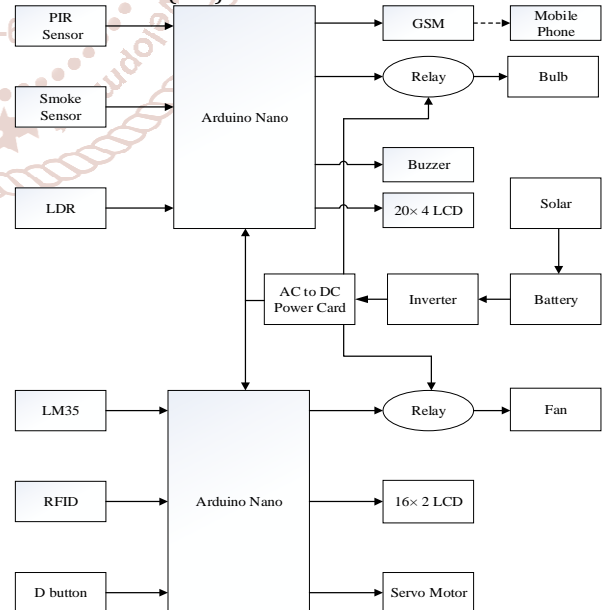 PIR
Sensor
Arduino Nano
GSM
Mobile
Phone
Relay
Bulb
Smoke
Sensor
Buzzer
LDR
20× 4 LCD
Solar
AC to DC
Power Card
Inverter
Battery
LM35
Relay
Fan
RFID
Arduino Nano
16× 2 LCD
D button
Servo Motor